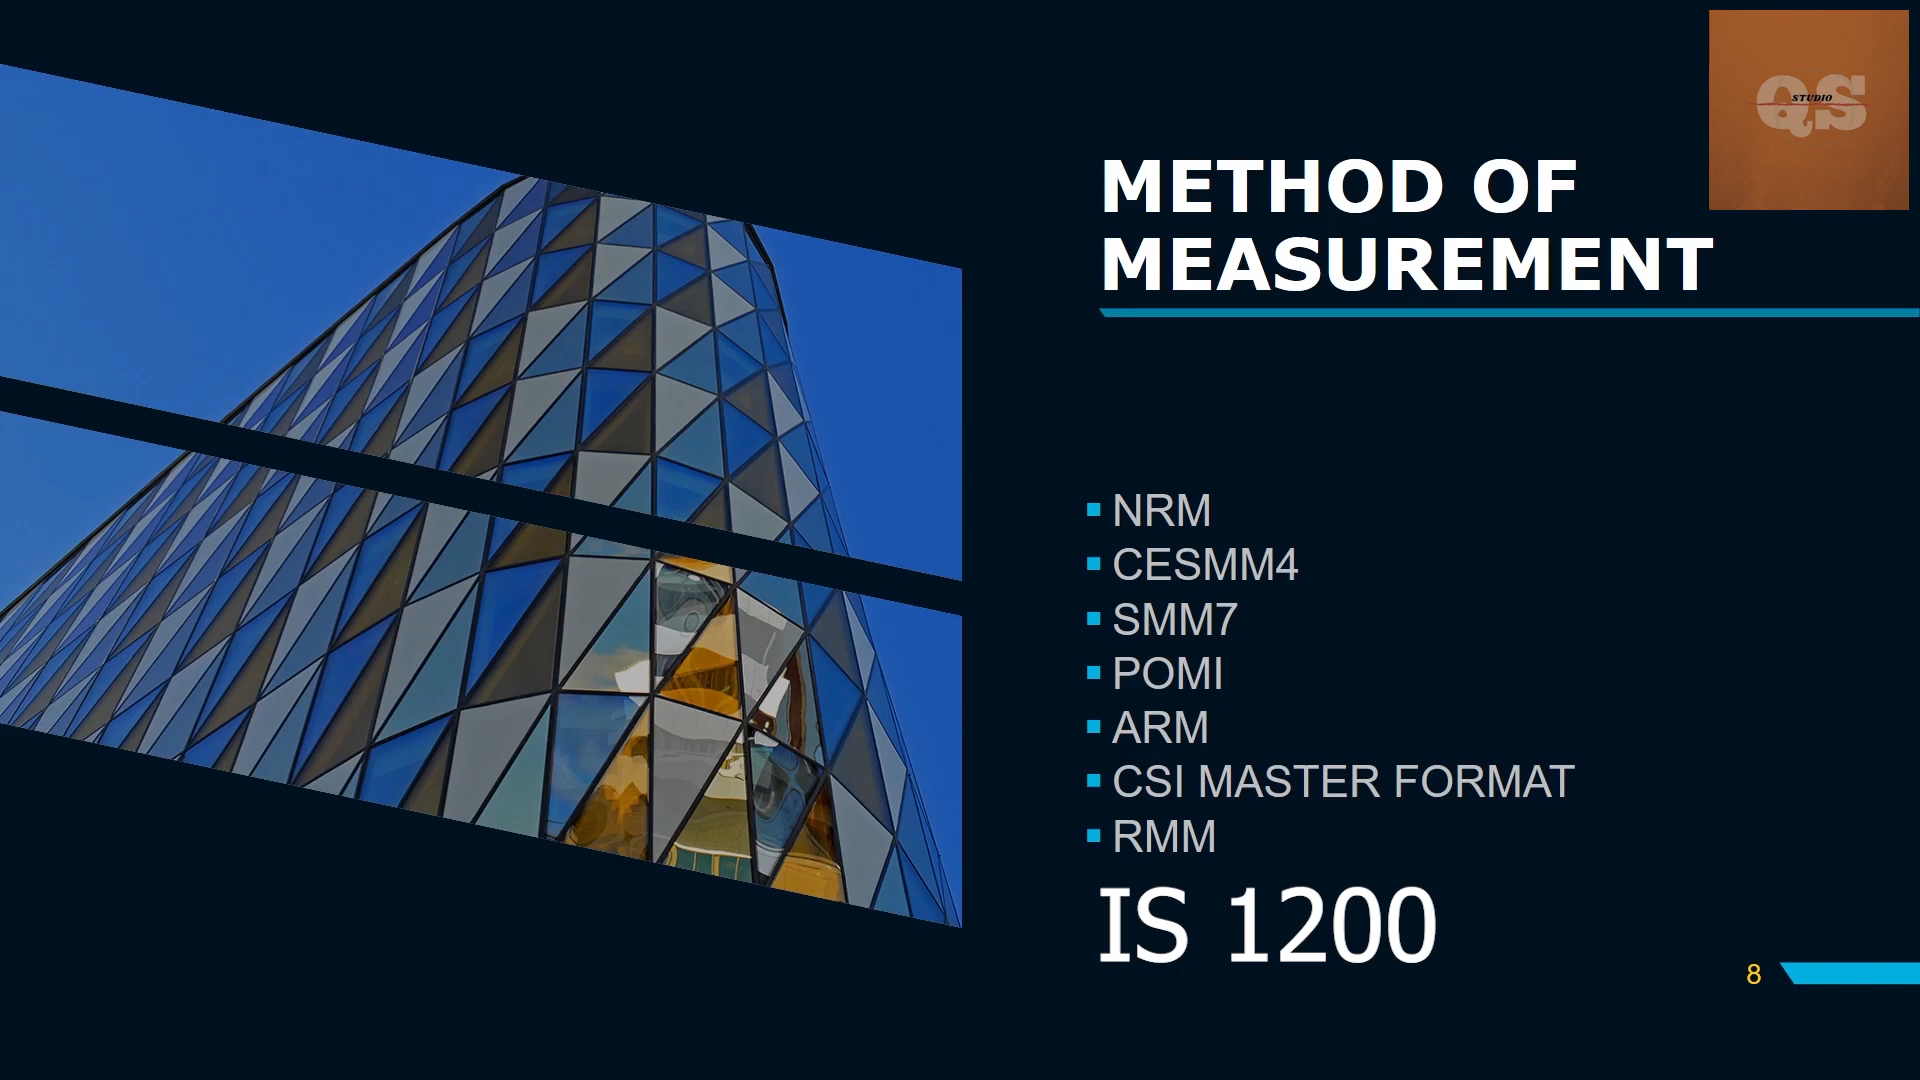 QS
STUDIO
METHOD OF
MEASUREMENT
NRM
CESMM4
SMM7
POMI
ARM
CSI MASTER FORMAT
RMM
IS 1200
8